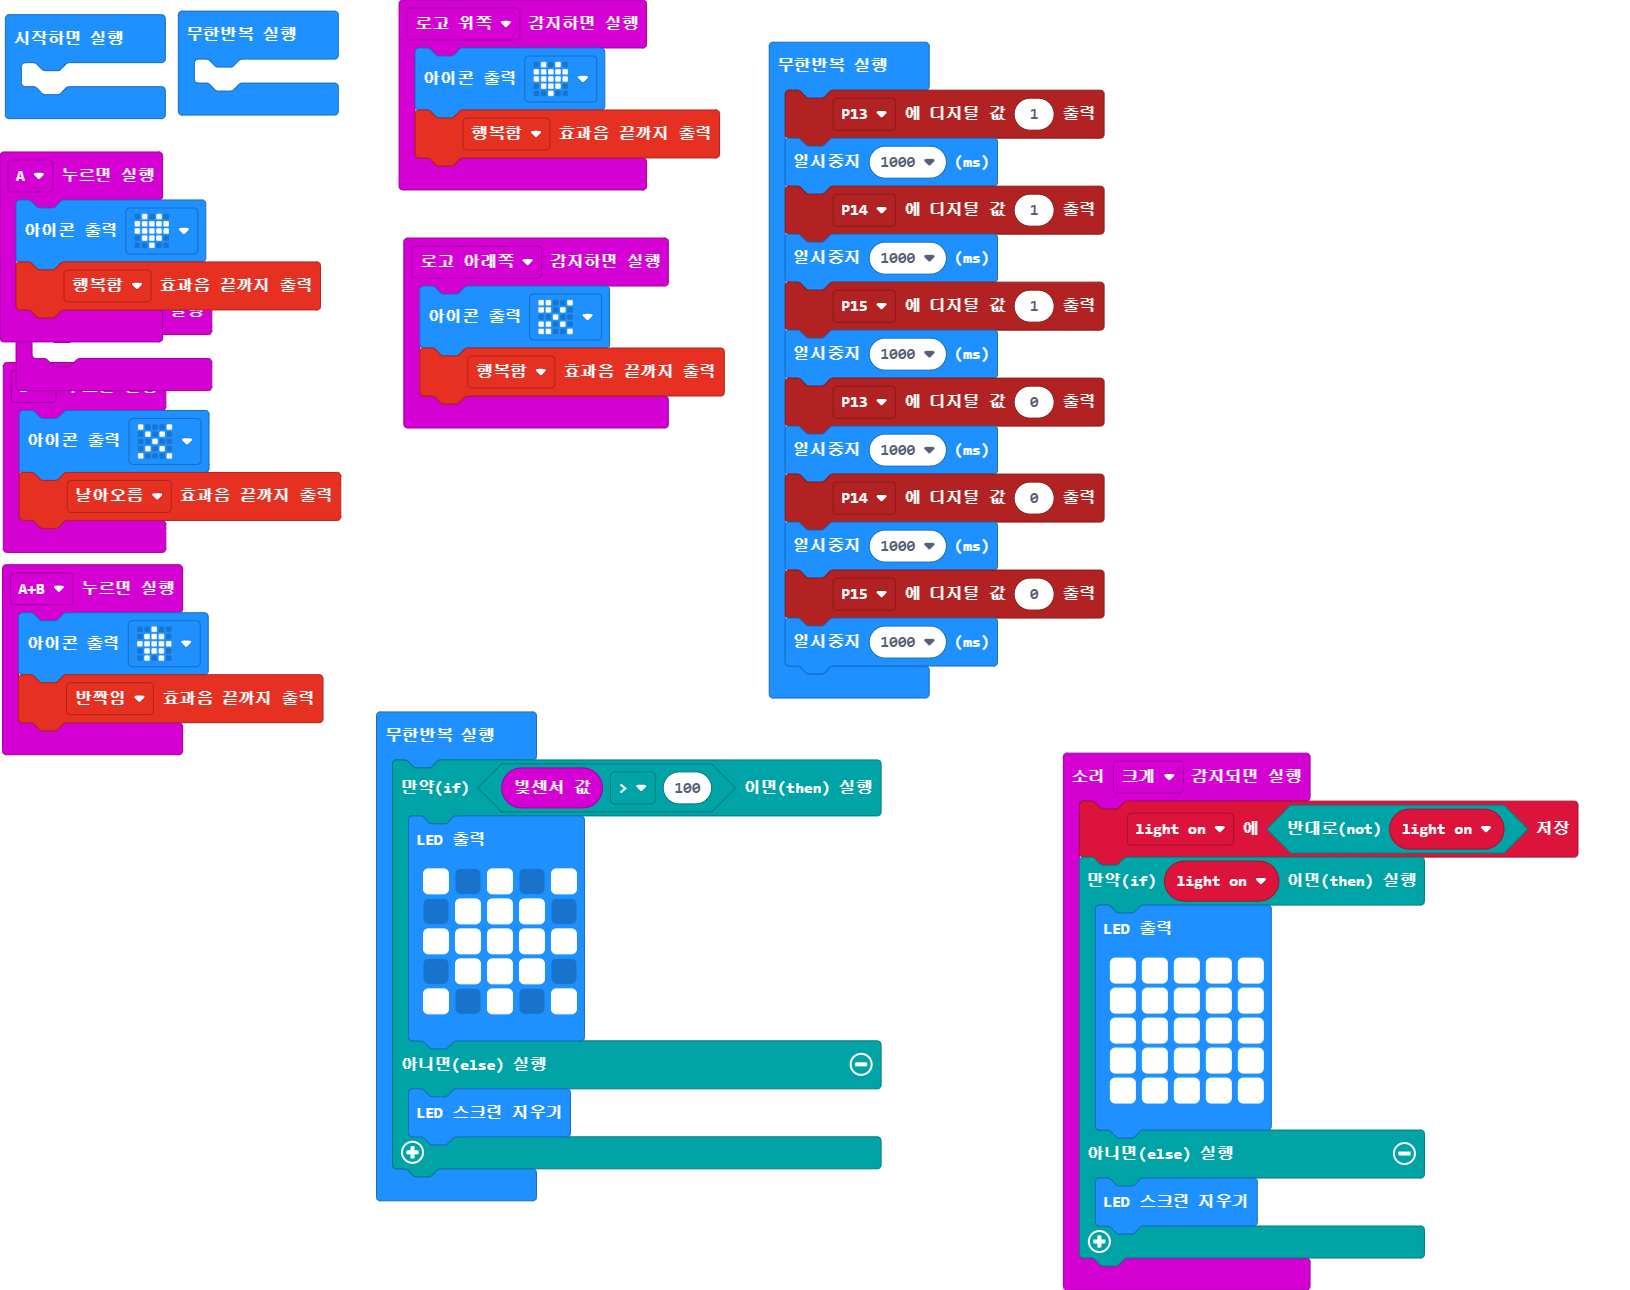 시작하면 실행
무한반복 실행
A 누르면 실행
아이콘 출력
행복함 효과음 끝까지 출력
실행
누르면 실행
아이콘 출력
날아오름 효과음 끝까지 출력
A+B 누르면 실행
아이콘 출력
반짝임 효과음 끝까지 출력
로고 위쪽 감지하면 실행
아이콘 출력
행복함 효과음 끝까지 출력
로고 아래쪽 감지하면 실행
아이콘 출력
행복함 효과음 끝까지 출력
무한반복 실행
P13 에 디지털 값 1 출력
일시중지 1000 (ms)
P14 에 디지털 값 1 출력
일시중지 1000 (ms)
P15 에 디지털 값 1 출력
일시중지 1000 (ms)
P13 에 디지털 값 0 출력
일시중지 1000 (ms)
P14 에 디지털 값 0 출력
일시중지 1000 (ms)
P15 에 디지털 값 0 출력
일시중지 1000 (ms)
무한반복 실행
만약(if) 빛센서 값 > 100 이면(then) 실행
LED 출력
아니면(else) 실행
LED 스크린 지우기
소리 크게 감지되면 실행
light on 에 반대로(not) light on 저장
만약(if) light on 이면(then) 실행
LED 출력
아니면(else) 실행
LED 스크린 지우기